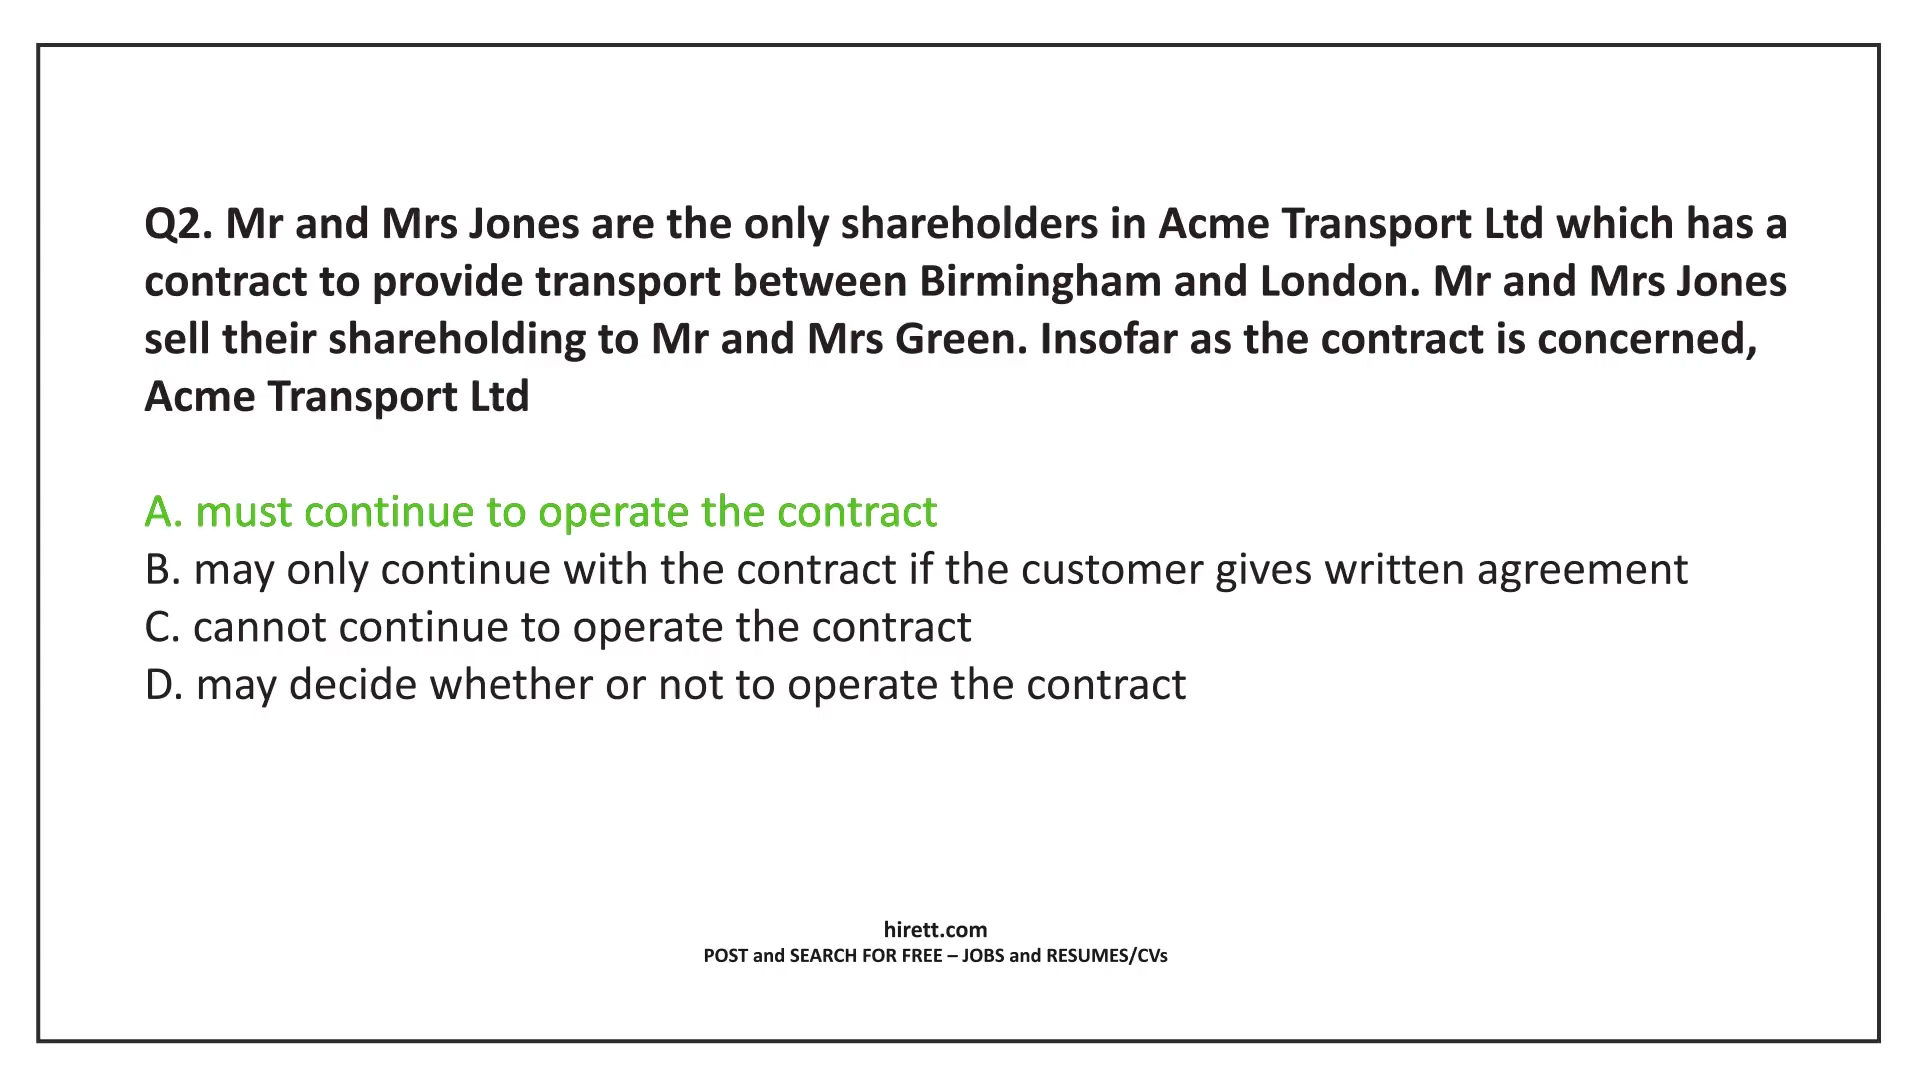 Q2. Mr and Mrs Jones are the only shareholders in Acme Transport Ltd which has a
contract to provide transport between Birmingham and London. Mr and Mrs Jones
sell their shareholding to Mr and Mrs Green. Insofar as the contract is concerned,
Acme Transport Ltd
A. must continue to operate the contract
B. may only continue with the contract if the customer gives written agreement
C. cannot continue to operate the contract
D. may decide whether or not to operate the contract
hirett.com
POST and SEARCH FOR FREE – JOBS and RESUMES/CVs